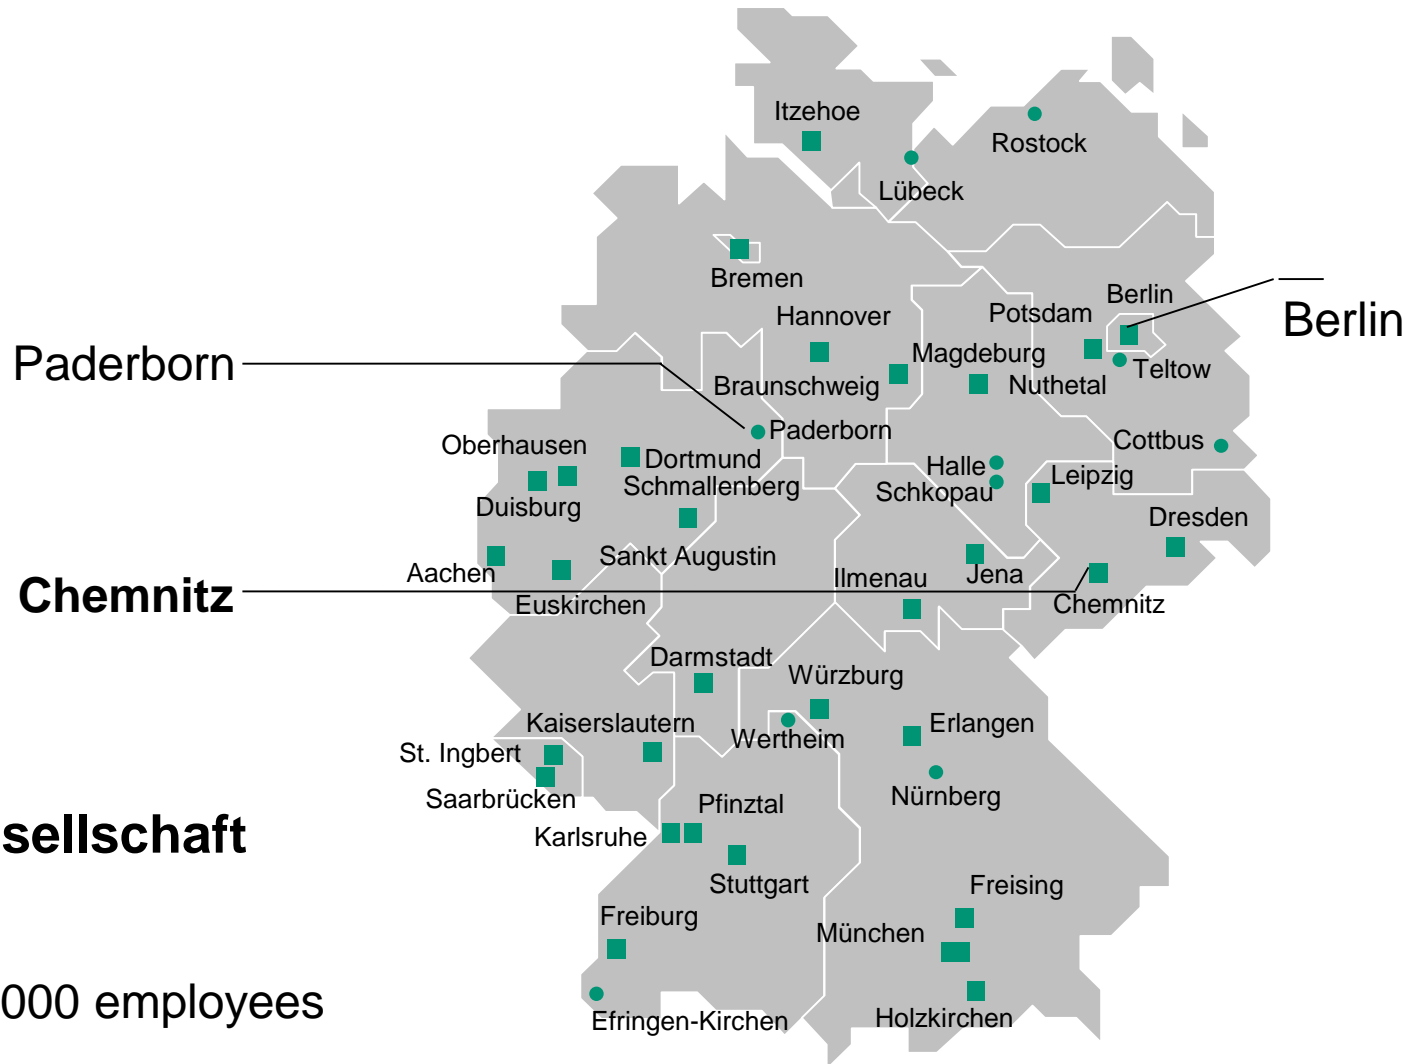 Itzehoe
Rostock
Lübeck
Bremen
Berlin
Hannover
Potsdam
Berlin
Paderborn
Magdeburg
Teltow
Braunschweig
Nuthetal
Paderborn
Oberhausen
Cottbus
Dortmund
Halle
Leipzig
Schmallenberg
Schkopau
Duisburg
Dresden
Sankt Augustin
Aachen
Ilmenau
Jena
Chemnitz
Euskirchen
Chemnitz
Darmstadt
Würzburg
Kaiserslautern
Erlangen
Wertheim
St. Ingbert
Saarbrücken
Nürnberg
Pfinztal
sellschaft
Karlsruhe
Stuttgart
Freising
Freiburg
München
000 employees
Efringen-Kirchen
Holzkirchen